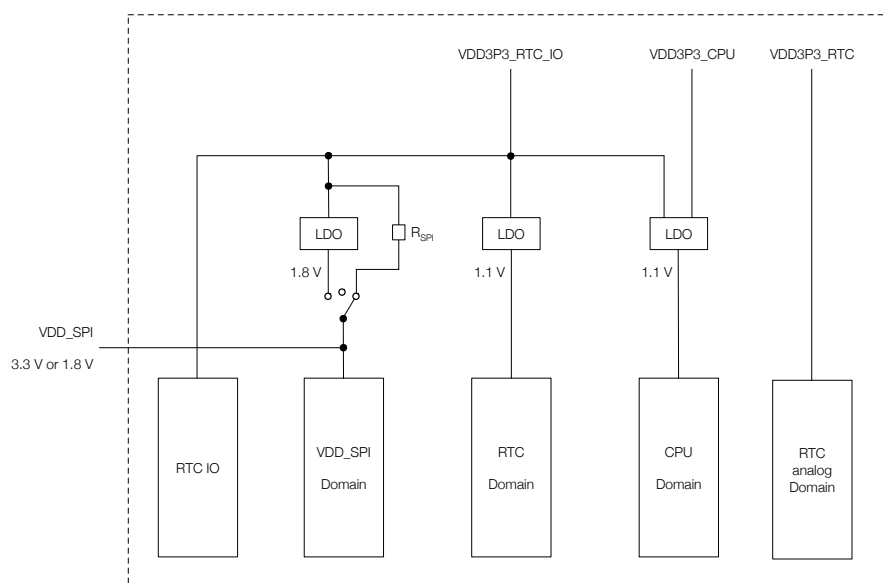 VDD3P3_RTC_IO
VDD3P3_CPU
VDD3P3_RTC
LDO
RSPI
LDO
LDO
1.8 V
1.1 V
1.1 V
VDD_SPI
3.3 V or 1.8 V
RTC IO
VDD_SPI
Domain
RTC
Domain
CPU
Domain
RTC
analog
Domain